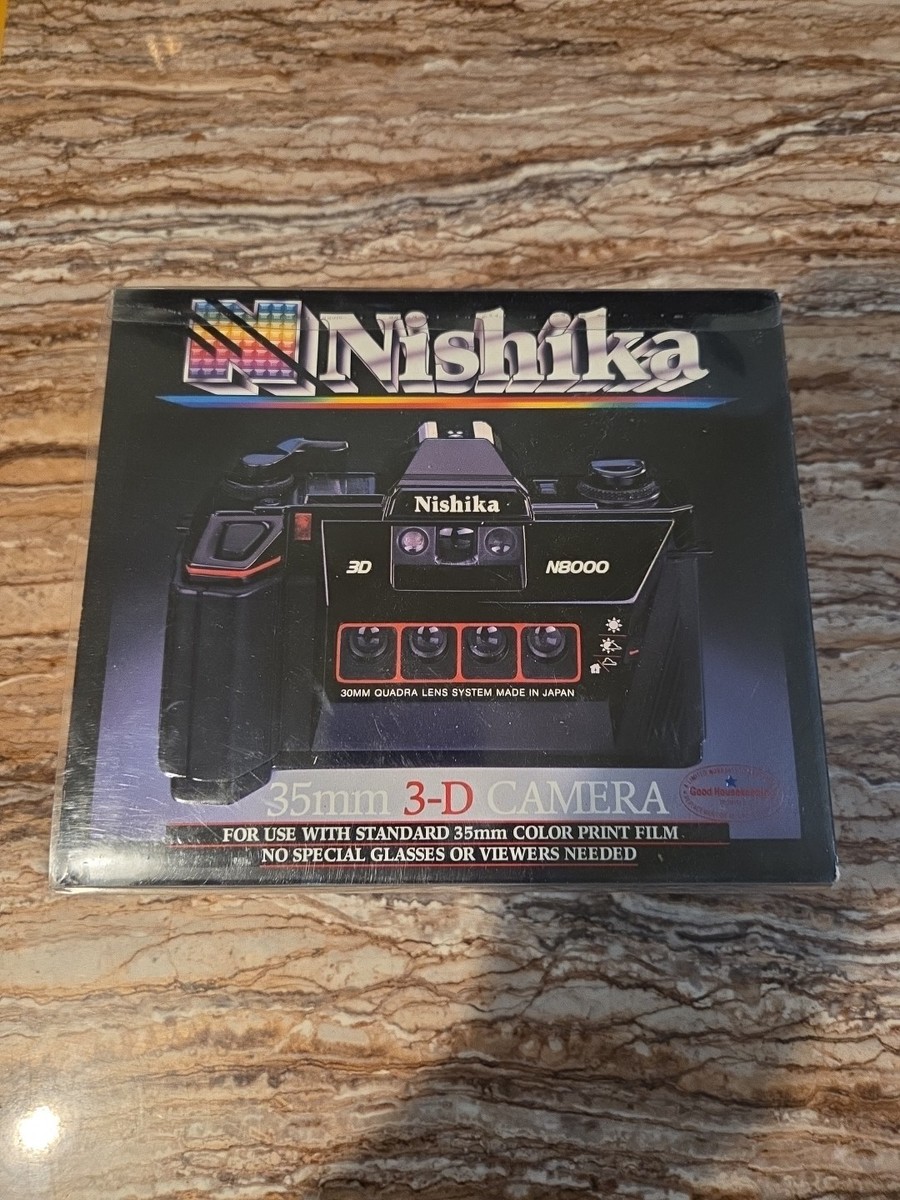 Nishika
Nishika
3D N8000
30MM QUADRA LENS SYSTEM MADE IN JAPAN
35mm 3-D CAMERA
Good Housekeeping
FOR USE WITH STANDARD 35mm COLOR PRINT FILM
NO SPECIAL GLASSES OR VIEWERS NEEDED